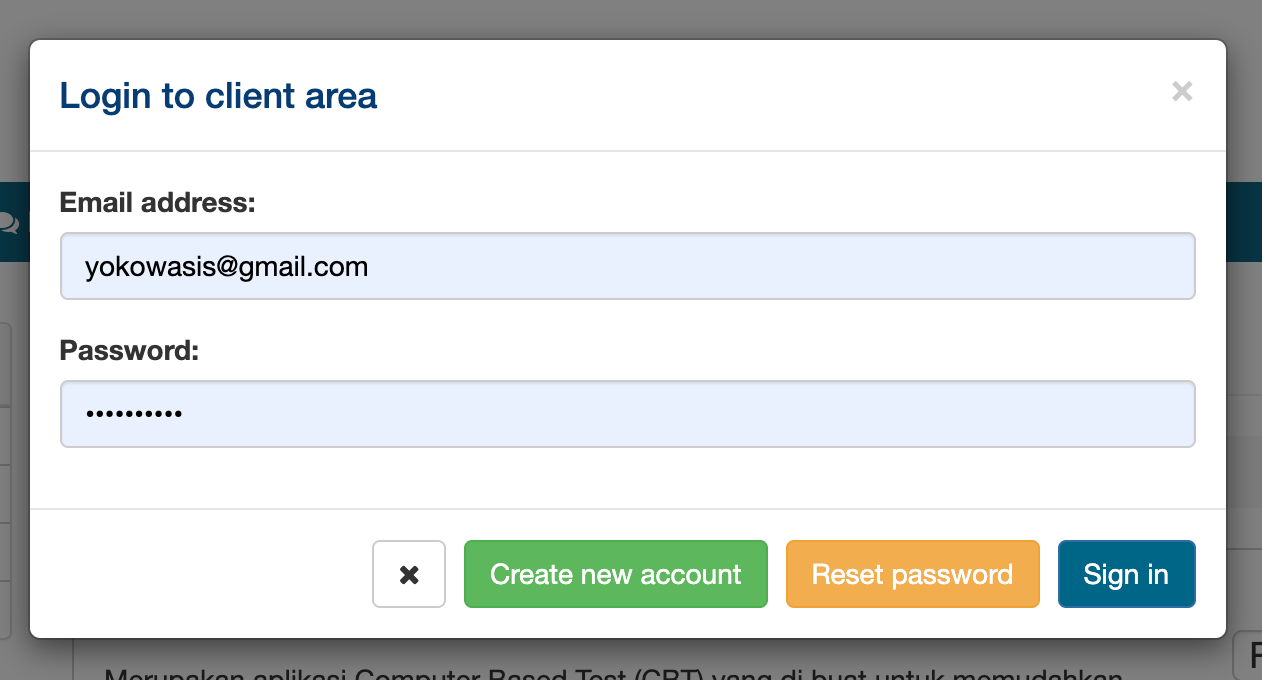 Login to client area
×
Email address:
yokowasis@gmail.com
Password:
••••••••••
Create new account
Reset password
Sign in
Merupakan aplikasi Computer Based Test (CBT) yang di buat untuk memudahkan